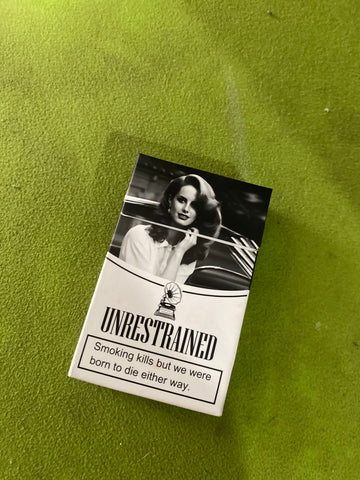 UNRESTRAINED
Smoking kills but we were
born to die either way.